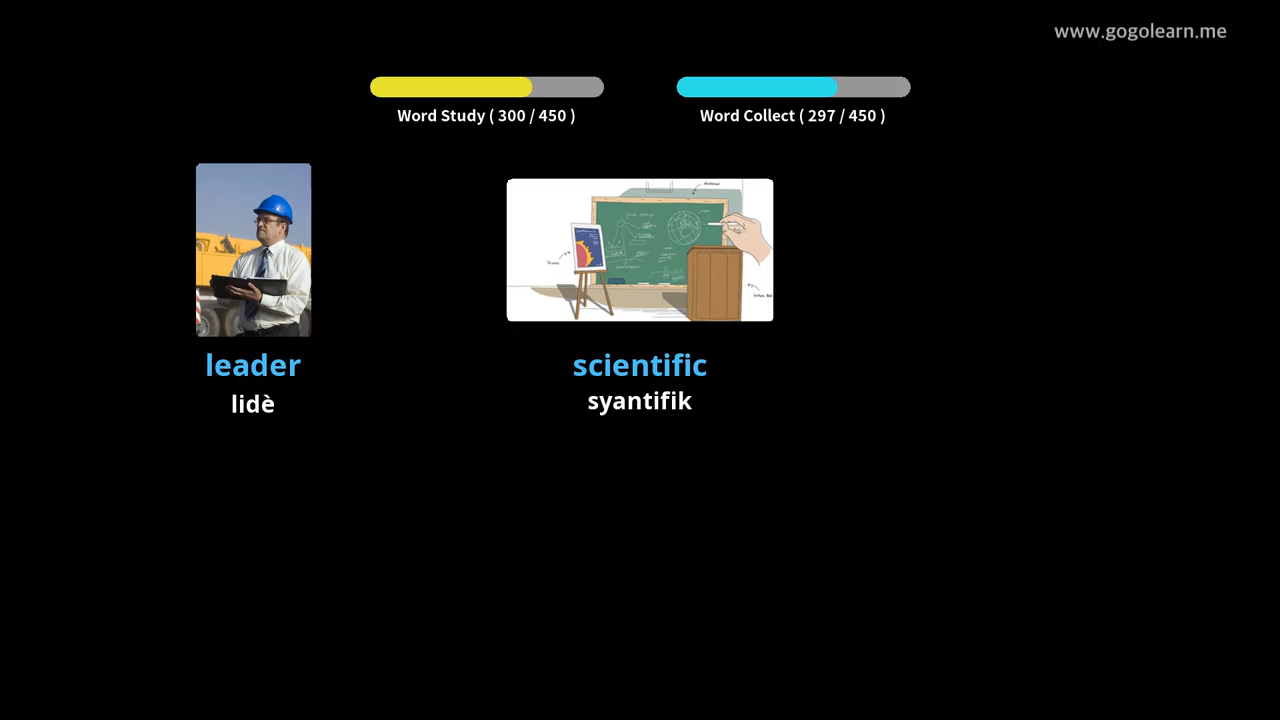 www.gogolearn.me
Word Study ( 300 / 450 )
Word Collect ( 297 / 450 )
leader
lidè
scientific
syantifik